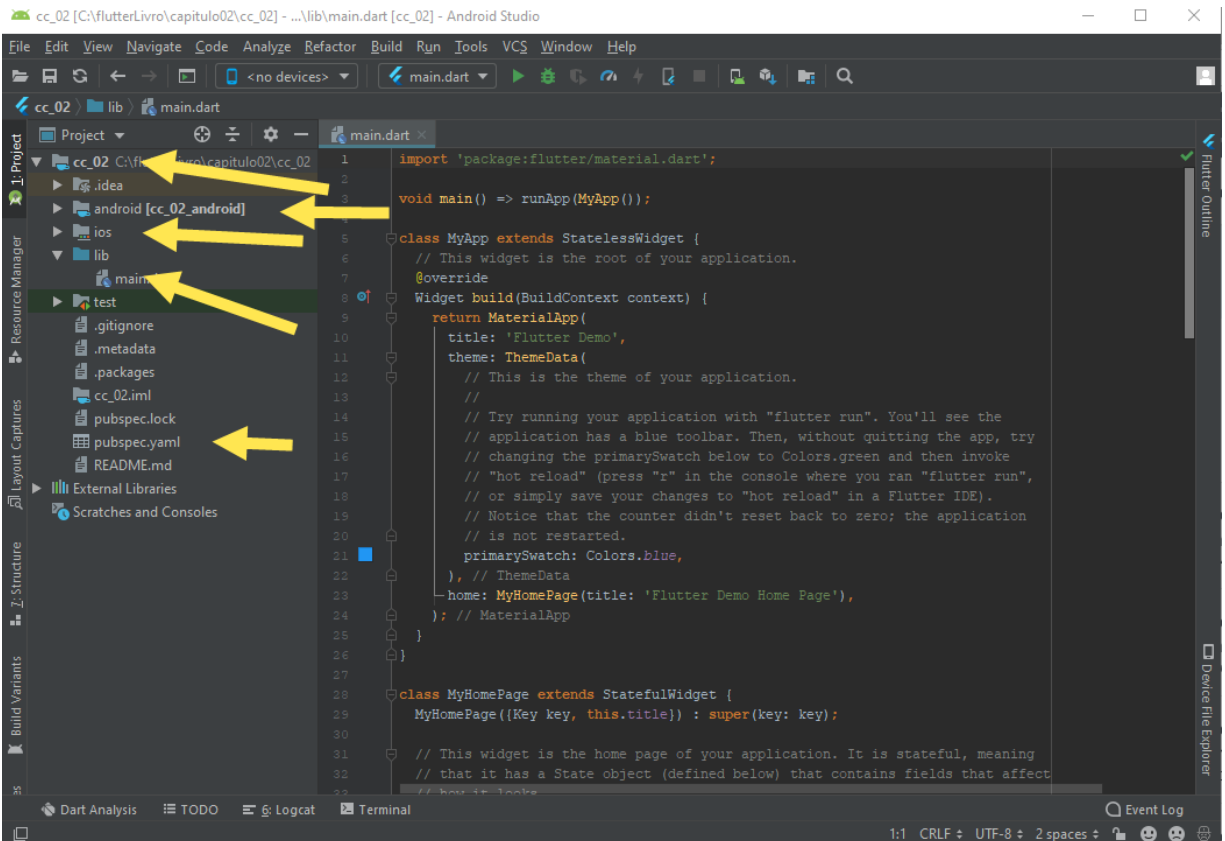 cc_02 [C:\flutterLivro\capitulo02\cc_02] - ...\lib\main.dart [cc_02] - Android Studio
File Edit View Navigate Code Analyze Refactor Build Run Tools VCS Window Help
<no devices> main.dart
cc_02 lib main.dart
Project main.dart
1: Project
Resource Manager
Layout Captures
7: Structure
Build Variants
cc_02 C:\fl Livro\capitulo02\cc_02
.idea
android [cc_02_android]
ios
lib
main
test
.gitignore
.metadata
.packages
cc_02.iml
pubspec.lock
pubspec.yaml
README.md
External Libraries
Scratches and Consoles
1 import 'package:flutter/material.dart';
2
3 void main() => runApp(MyApp());
5 class MyApp extends StatelessWidget {
6 // This widget is the root of your application.
7 @override
8 Widget build(BuildContext context) {
9 return MaterialApp(
10 title: 'Flutter Demo',
11 theme: ThemeData(
12 // This is the theme of your application.
13 //
14 // Try running your application with "flutter run". You'll see the
15 // application has a blue toolbar. Then, without quitting the app, try
16 // changing the primarySwatch below to Colors.green and then invoke
17 // "hot reload" (press "r" in the console where you ran "flutter run",
18 // or simply save your changes to "hot reload" in a Flutter IDE).
19 // Notice that the counter didn't reset back to zero; the application
20 // is not restarted.
21 primarySwatch: Colors.blue,
22 ), // ThemeData
23 home: MyHomePage(title: 'Flutter Demo Home Page'),
24 ); // MaterialApp
25 }
26 }
27
28 class MyHomePage extends StatefulWidget {
29 MyHomePage({Key key, this.title}) : super(key: key);
30
31 // This widget is the home page of your application. It is stateful, meaning
32 // that it has a State object (defined below) that contains fields that affect
33 // how it looks
Flutter Outline
Device File Explorer
Dart Analysis TODO 6: Logcat Terminal Event Log
1:1 CRLF UTF-8 2 spaces